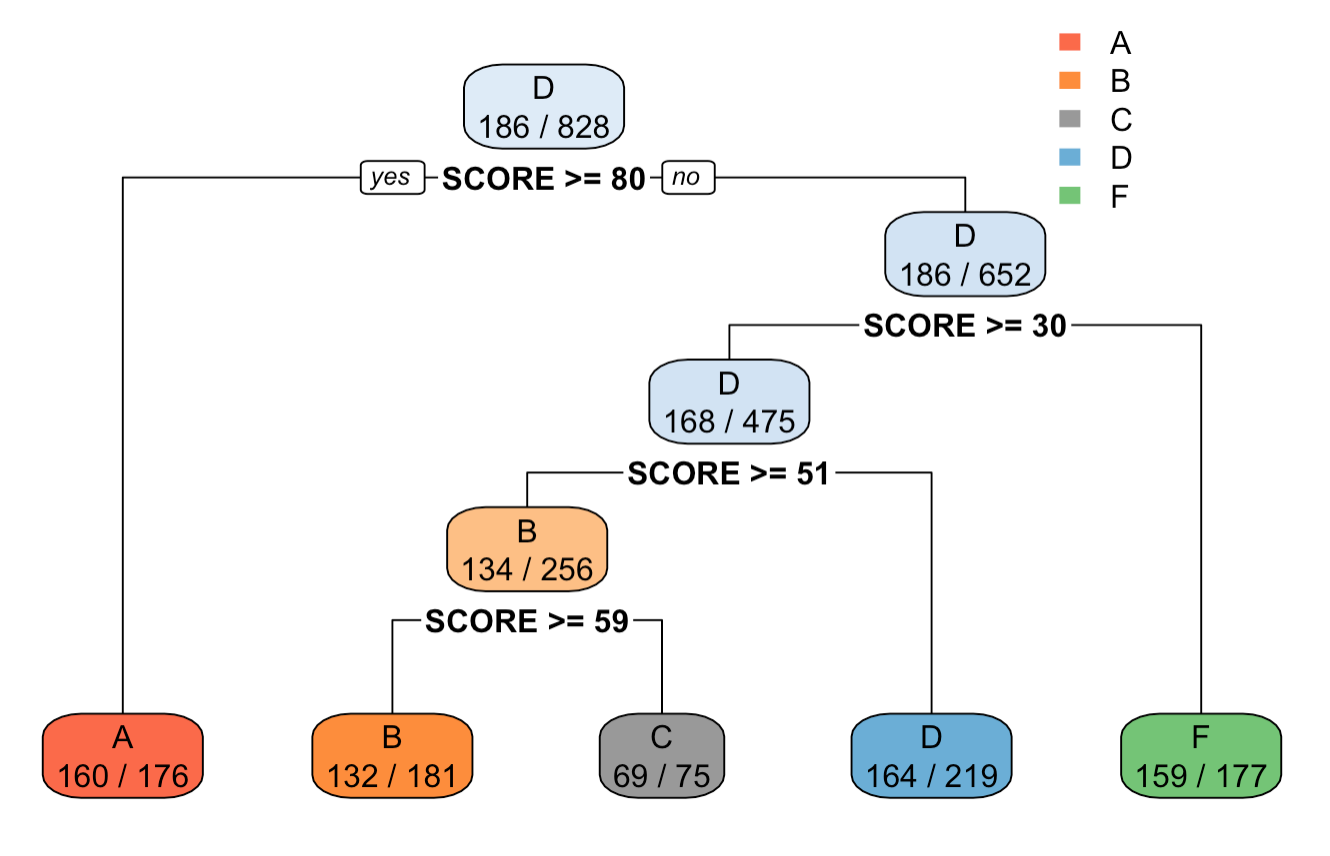 A
B
C
D
F
D
186 / 828
yes SCORE >= 80 no
D
186 / 652
SCORE >= 30
D
168 / 475
SCORE >= 51
B
134 / 256
SCORE >= 59
A
160 / 176
B
132 / 181
C
69 / 75
D
164 / 219
F
159 / 177